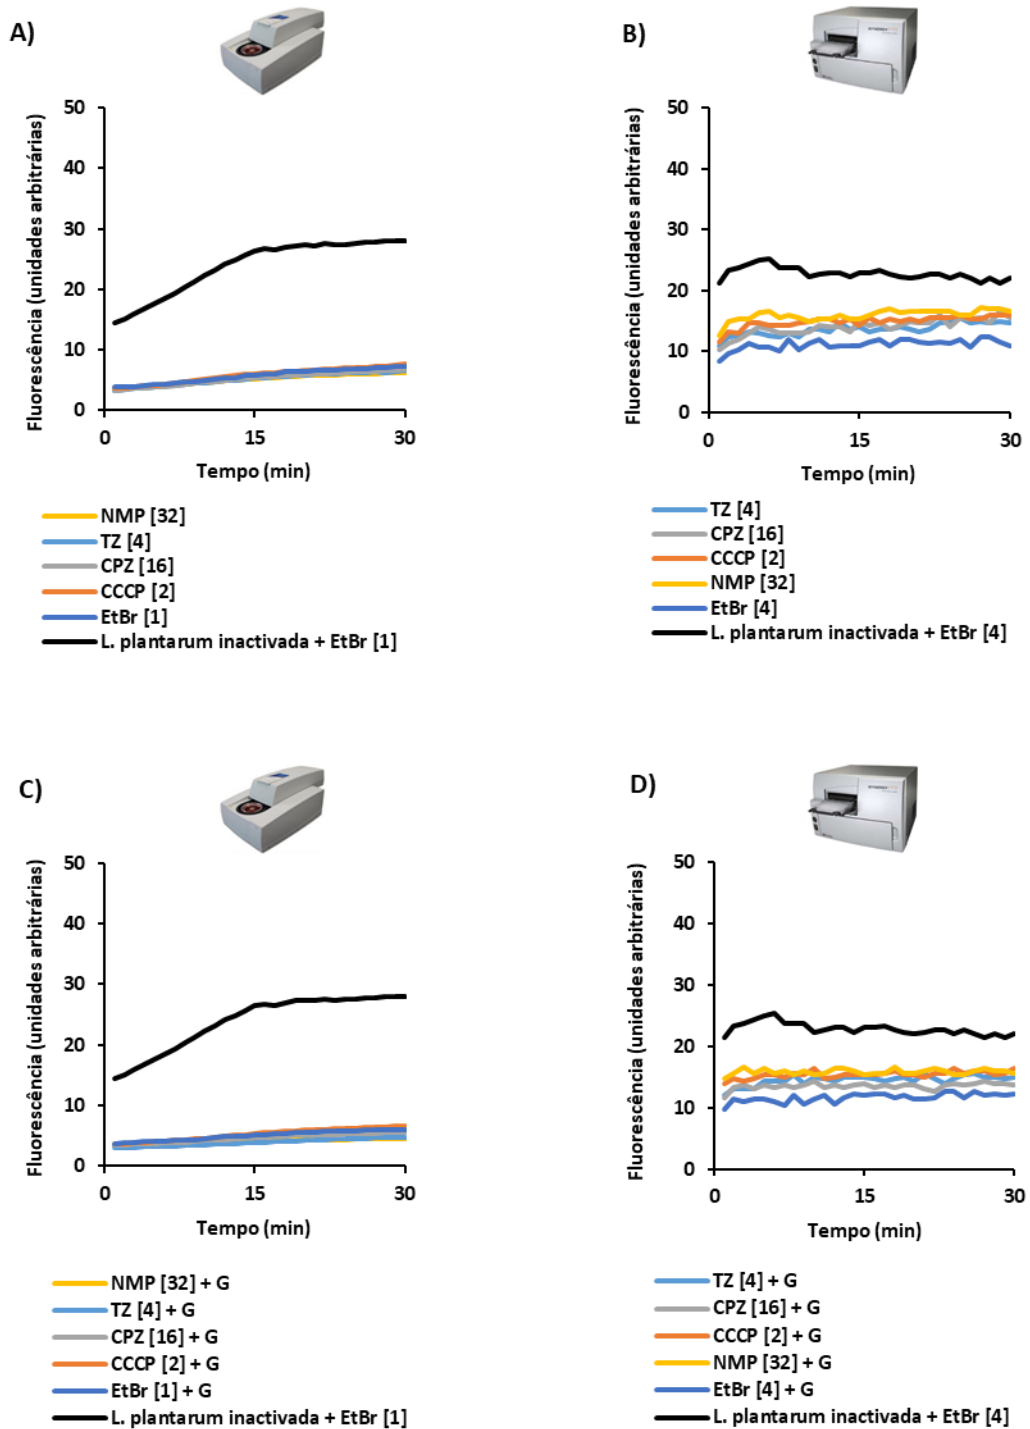 A)
Fluorescência (unidades arbitrárias)
50
40
30
20
10
0
0
15
30
Tempo (min)
NMP [32]
TZ [4]
CPZ [16]
CCCP [2]
EtBr [1]
L. plantarum inactivada + EtBr [1]
B)
Fluorescência (unidades arbitrárias)
50
40
30
20
10
0
0
15
30
Tempo (min)
TZ [4]
CPZ [16]
CCCP [2]
NMP [32]
EtBr [4]
L. plantarum inactivada + EtBr [4]
C)
Fluorescência (unidades arbitrárias)
50
40
30
20
10
0
0
15
30
Tempo (min)
NMP [32] + G
TZ [4] + G
CPZ [16] + G
CCCP [2] + G
EtBr [1] + G
L. plantarum inactivada + EtBr [1]
D)
Fluorescência (unidades arbitrárias)
50
40
30
20
10
0
0
15
30
Tempo (min)
TZ [4] + G
CPZ [16] + G
CCCP [2] + G
NMP [32] + G
EtBr [4] + G
L. plantarum inactivada + EtBr [4]